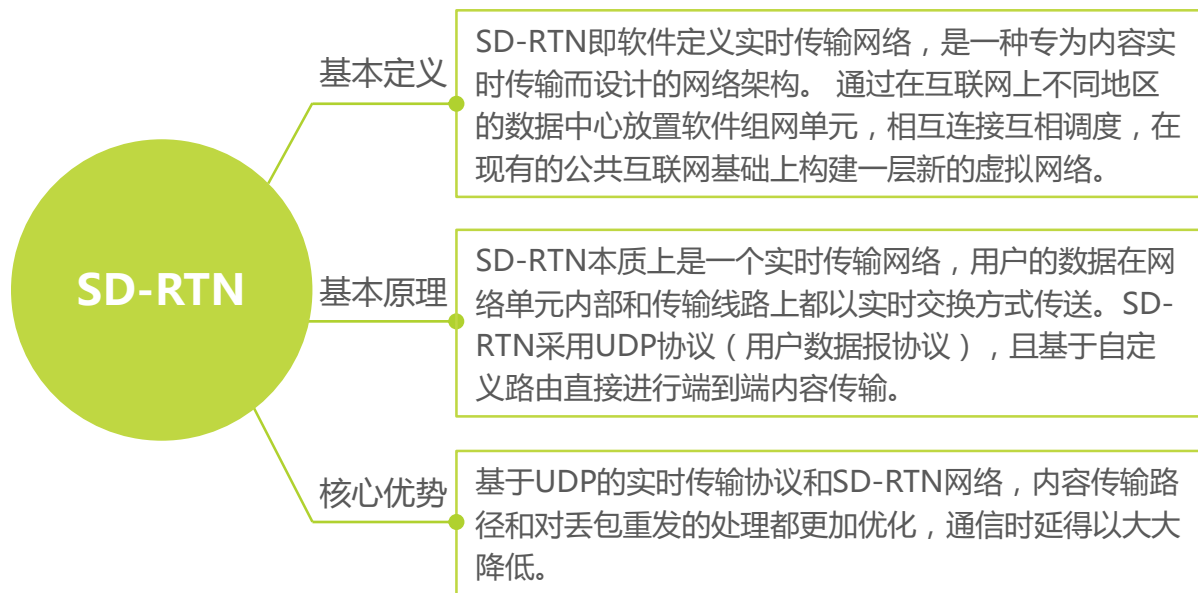 SD-RTN
基本定义
SD-RTN即软件定义实时传输网络，是一种专为内容实
时传输而设计的网络架构。 通过在互联网上不同地区
的数据中心放置软件组网单元，相互连接互相调度，在
现有的公共互联网基础上构建一层新的虚拟网络。
基本原理
SD-RTN本质上是一个实时传输网络，用户的数据在网
络单元内部和传输线路上都以实时交换方式传送。SD-
RTN采用UDP协议（用户数据报协议），且基于自定
义路由直接进行端到端内容传输。
核心优势
基于UDP的实时传输协议和SD-RTN网络，内容传输路
径和对丢包重发的处理都更加优化，通信时延得以大大
降低。